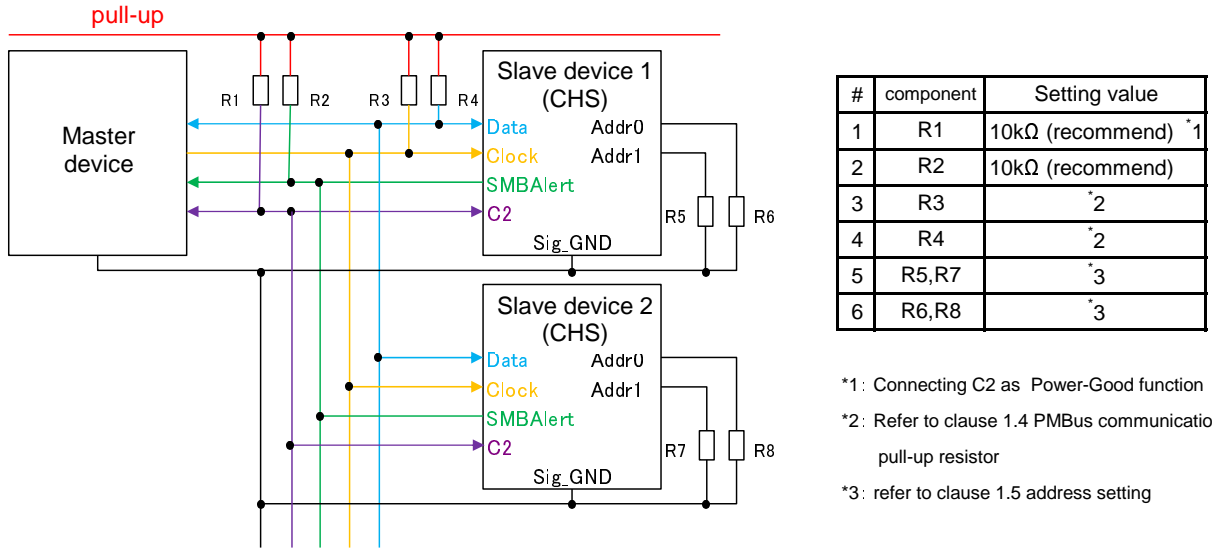 pull-up
Master
device
R1
R2
R3
R4
Slave device 1
(CHS)
Data
Clock
SMBAlert
C2
Addr0
Addr1
Sig_GND
R5
R6
Slave device 2
(CHS)
Data
Clock
SMBAlert
C2
Addr0
Addr1
Sig_GND
R7
R8
# component Setting value
1 R1 10kΩ (recommend) *1
2 R2 10kΩ (recommend)
3 R3 *2
4 R4 *2
5 R5,R7 *3
6 R6,R8 *3
*1: Connecting C2 as Power-Good function
*2: Refer to clause 1.4 PMBus communicatio
pull-up resistor
*3: refer to clause 1.5 address setting